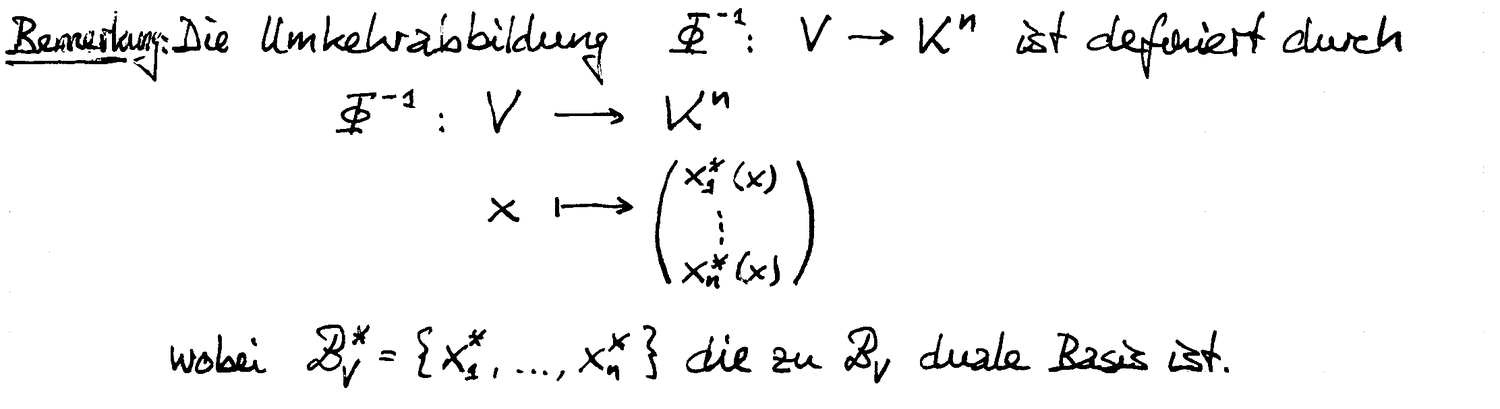 Bemerkung: Die Umkehrabbildung Φ⁻¹: V → Kⁿ ist definiert durch
Φ⁻¹: V ⟶ Kⁿ
x ⟼ ( x₁*(x) ⋮ xₙ*(x) )
wobei B_V* = {x₁*, ..., xₙ*} die zu B_V duale Basis ist.